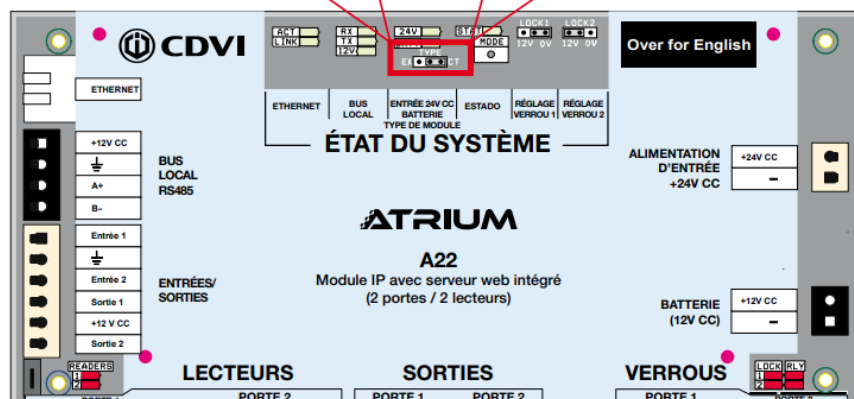 CDVI
ACT
LINK
RX
TX
12V
24V
STAT
MODE
LOCK1
12V 0V
LOCK2
12V 0V
TYPE
EX CT
Over for English
ETHERNET
ETHERNET
BUS LOCAL
ENTRÉE 24V CC
BATTERIE
TYPE DE MODULE
ESTADO
RÉGLAGE
VERROU 1
RÉGLAGE
VERROU 2
ÉTAT DU SYSTÈME
+12V CC
A+
B–
BUS
LOCAL
RS485
ALIMENTATION
D'ENTRÉE
+24V CC
+24V CC
–
ATRIUM
A22
Module IP avec serveur web intégré
(2 portes / 2 lecteurs)
Entrée 1
Entrée 2
Sortie 1
+12 V CC
Sortie 2
ENTRÉES/
SORTIES
BATTERIE
(12V CC)
+12V CC
–
READERS
1
2
LECTEURS
SORTIES
VERROUS
LOCK RLY
1
2
PORTE 2
PORTE 1
PORTE 2
PORTE 1